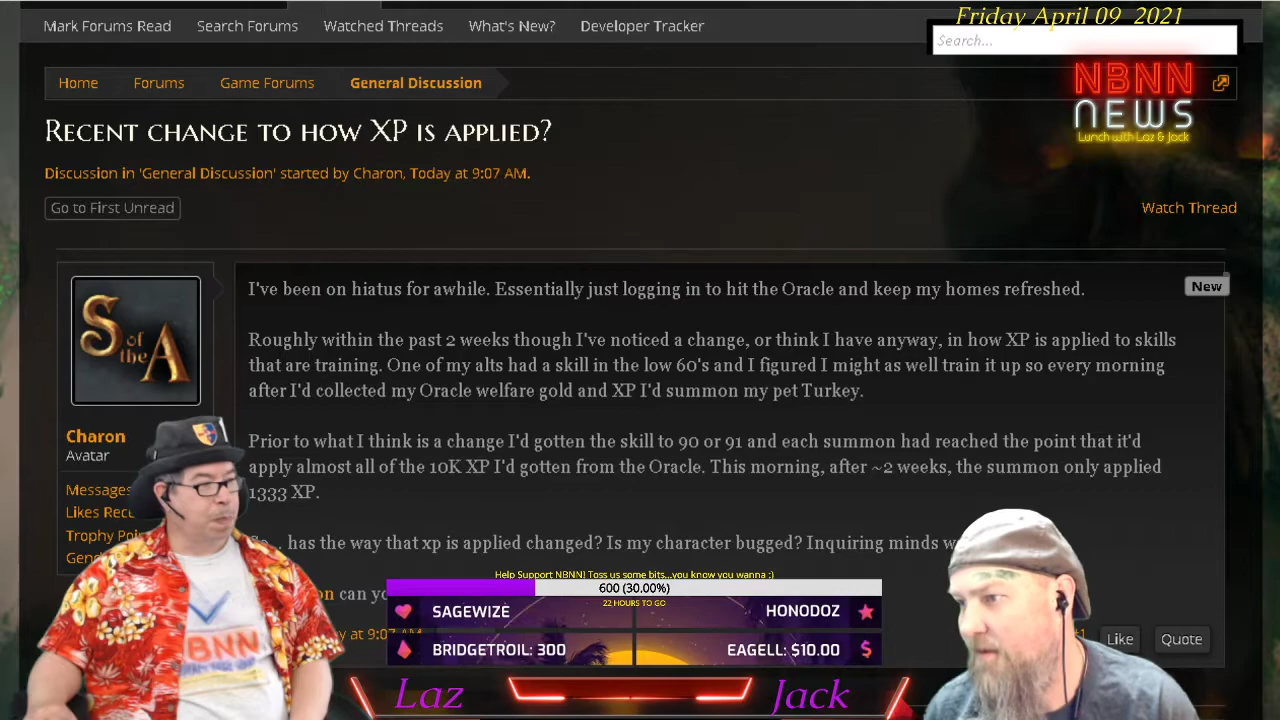 Friday April 09 2021
Mark Forums Read Search Forums Watched Threads What's New? Developer Tracker
Search...
Home Forums Game Forums General Discussion
NBNN
NEWS
Lunch with Laz & Jack
Recent change to how XP is applied?
Discussion in 'General Discussion' started by Charon, Today at 9:07 AM.
Go to First Unread
Watch Thread
New
S of the A
Charon
Avatar
Messages
Likes
Trophy
I've been on hiatus for awhile. Essentially just logging in to hit the Oracle and keep my homes refreshed.
Roughly within the past 2 weeks though I've noticed a change, or think I have anyway, in how XP is applied to skills
that are training. One of my alts had a skill in the low 60's and I figured I might as well train it up so every morning
after I'd collected my Oracle welfare gold and XP I'd summon my pet Turkey.
Prior to what I think is a change I'd gotten the skill to 90 or 91 and each summon had reached the point that it'd
apply almost all of the 10K XP I'd gotten from the Oracle. This morning, after ~2 weeks, the summon only applied
1333 XP.
has the way that xp is applied changed? Is my character bugged? Inquiring minds
can
at 9:07 AM
Like Quote
NBNN
Help Support NBNN! Toss us some bits...you know you wanna :)
600 (30.00%)
22 HOURS TO GO
SAGEWIZE HONODOZ
BRIDGETROIL: 300 EAGELL: $10.00
Laz Jack